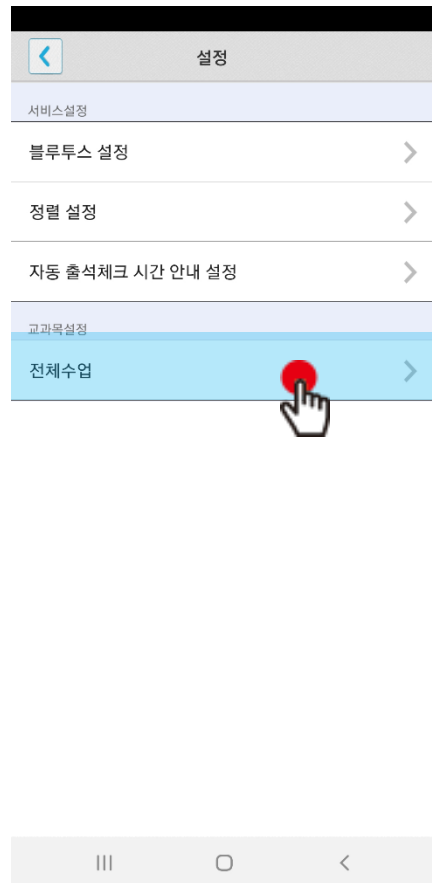 설정
서비스설정
블루투스 설정
정렬 설정
자동 출석체크 시간 안내 설정
교과목설정
전체수업